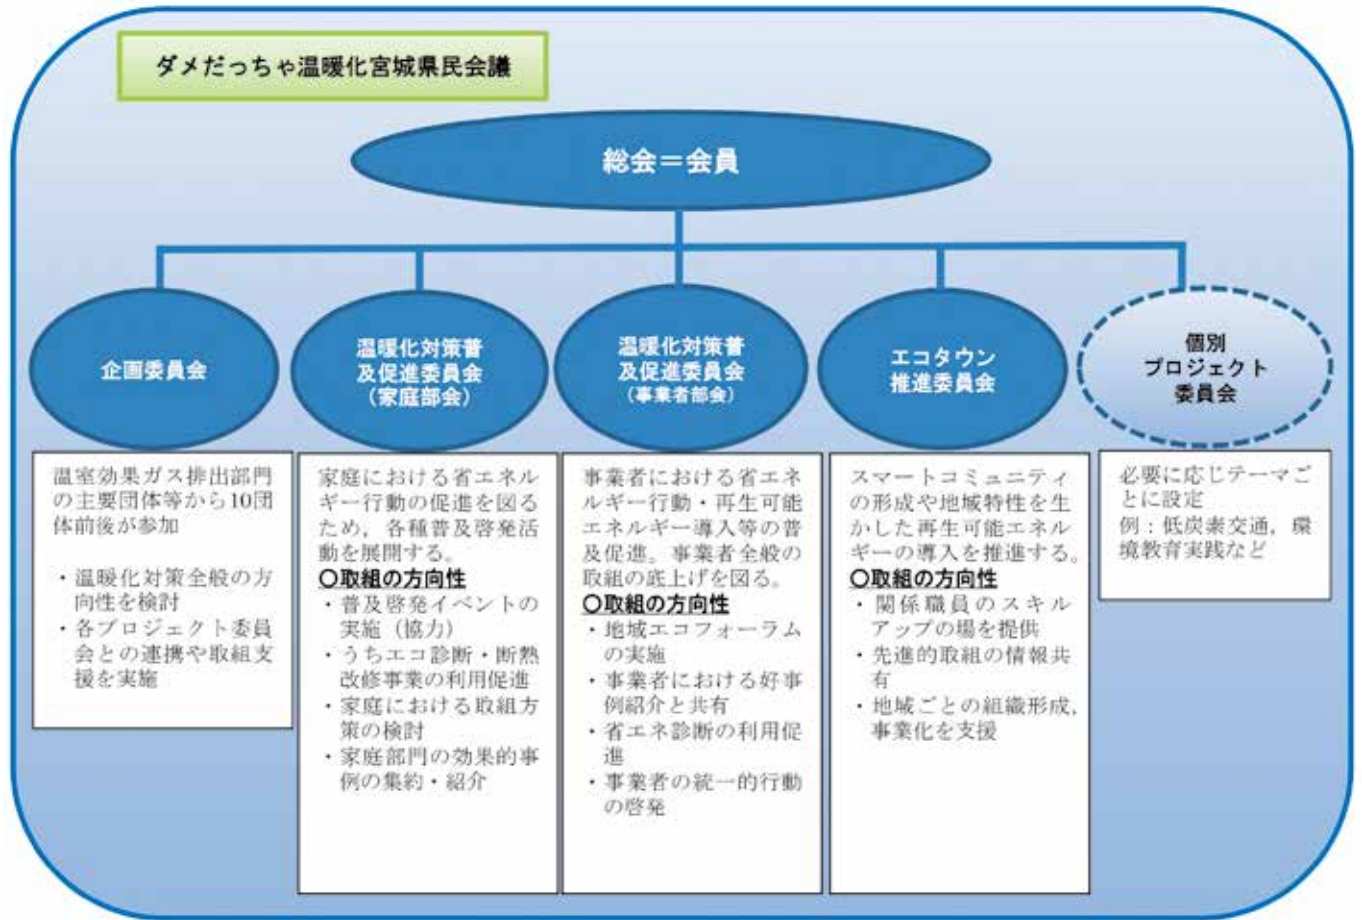 ダメだっちゃ温暖化宮城県民会議
総会＝会員
企画委員会
温暖化対策普
及促進委員会
（家庭部会）
温暖化対策普
及促進委員会
（事業者部会）
エコタウン
推進委員会
個別
プロジェクト
委員会
温室効果ガス排出部門
の主要団体等から10団
体前後が参加
・温暖化対策全般の方
向性を検討
・各プロジェクト委員
会との連携や取組支
援を実施
家庭における省エネル
ギー行動の促進を図る
ため，各種普及啓発活
動を展開する。
○取組の方向性
・普及啓発イベントの
実施（協力）
・うちエコ診断・断熱
改修事業の利用促進
・家庭における取組方
策の検討
・家庭部門の効果的事
例の集約・紹介
事業者における省エネ
ルギー行動・再生可能
エネルギー導入等の普
及促進。事業者全般の
取組の底上げを図る。
○取組の方向性
・地域エコフォーラム
の実施
・事業者における好事
例紹介と共有
・省エネ診断の利用促
進
・事業者の統一的行動
の啓発
スマートコミュニティ
の形成や地域特性を生
かした再生可能エネル
ギーの導入を推進する。
○取組の方向性
・関係職員のスキル
アップの場を提供
・先進的取組の情報共
有
・地域ごとの組織形成，
事業化を支援
必要に応じテーマご
とに設定
例：低炭素交通，環
境教育実践など